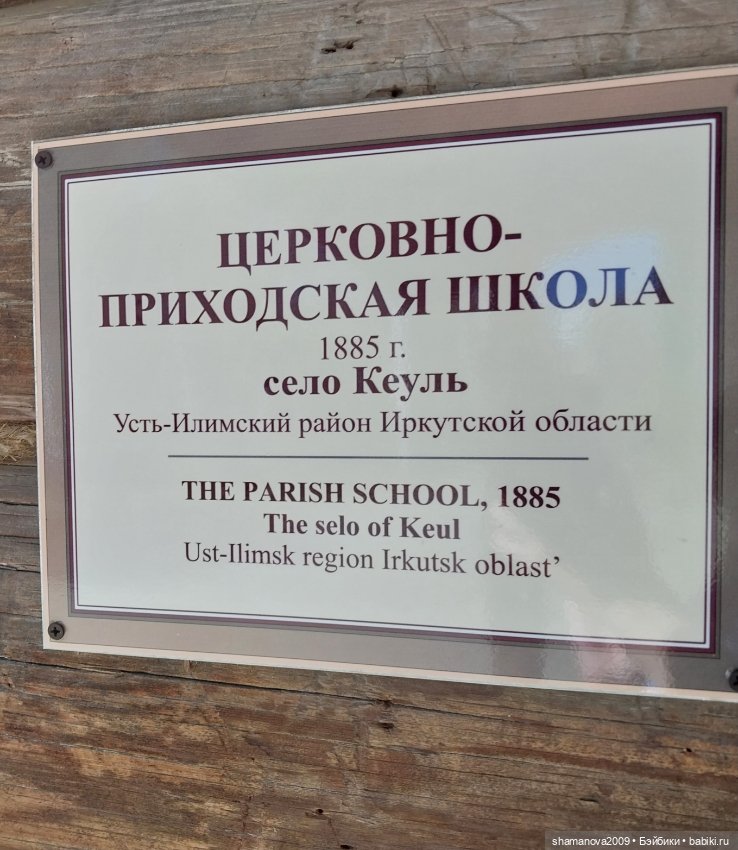 ЦЕРКОВНО-
ПРИХОДСКАЯ ШКОЛА
1885 г.
село Кеуль
Усть-Илимский район Иркутской области
THE PARISH SCHOOL, 1885
The selo of Keul
Ust-Ilimsk region Irkutsk oblast’
shamanova2009 • Бэйбики • babiki.ru